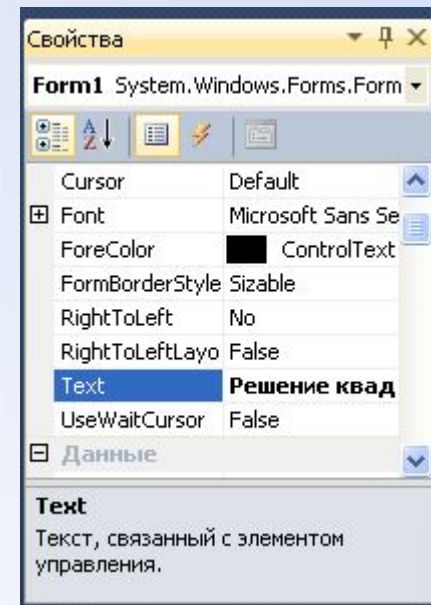 Свойства
Form1 System.Windows.Forms.Form
Cursor Default
Font Microsoft Sans Se
ForeColor ControlText
FormBorderStyle Sizable
RightToLeft No
RightToLeftLayo False
Text Решение квад
UseWaitCursor False
Данные
Text
Текст, связанный с элементом
управления.